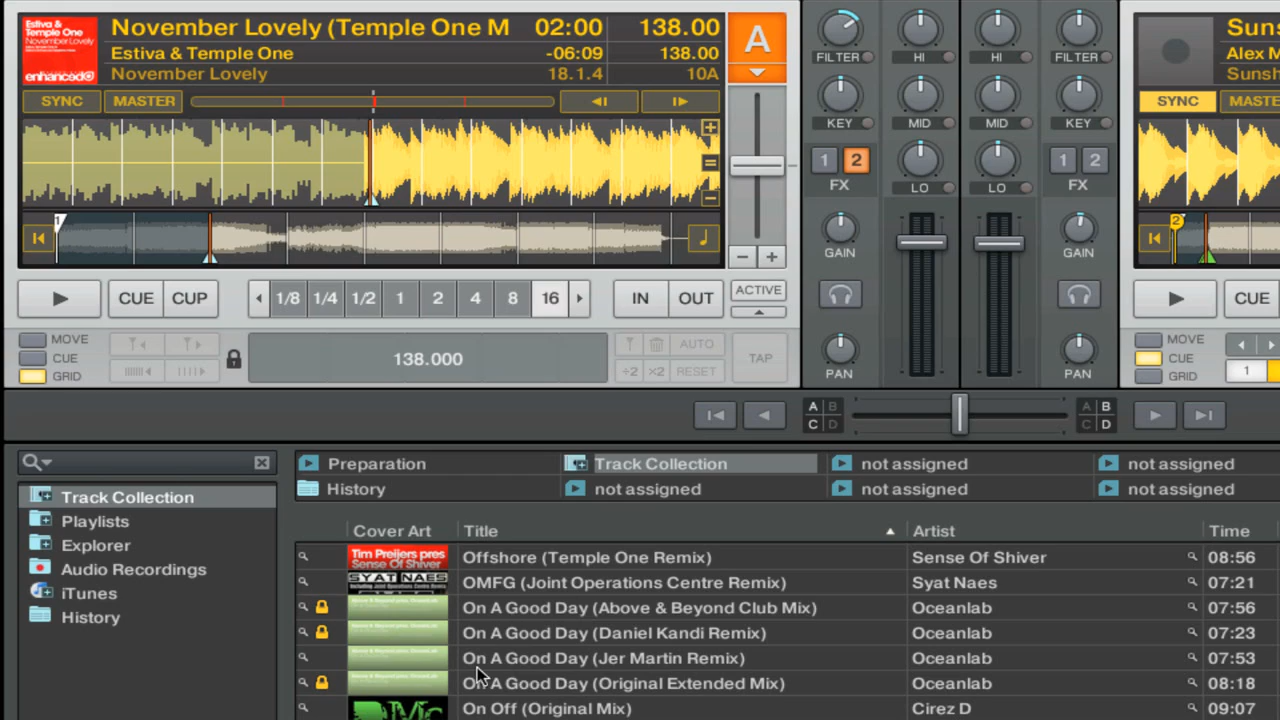 Estiva &
Temple One
November Lovely
enhanced
November Lovely (Temple One M 02:00 138.00
Estiva & Temple One -06:09 138.00
November Lovely 18.1.4 10A
SYNC MASTER
A
1
CUE CUP 1/8 1/4 1/2 1 2 4 8 16 IN OUT ACTIVE
MOVE
CUE
GRID
138.000
AUTO
÷2 ×2 RESET
TAP
FILTER HI HI FILTER
KEY MID MID KEY
1 2 LO LO 1 2
FX FX
GAIN GAIN
PAN PAN
A B
C D
A B
C D
Suns
Alex M
Sunsh
SYNC MASTE
2
CUE
MOVE
CUE
GRID
1
Track Collection
Playlists
Explorer
Audio Recordings
iTunes
History
Preparation Track Collection not assigned not assigned
History not assigned not assigned not assigned
Cover Art Title Artist Time
Tim Preijers pres
Sense Of Shiver
Offshore (Temple One Remix) Sense Of Shiver 08:56
SYAT NAES
OMFG (Joint Operations Centre Remix) Syat Naes 07:21
On A Good Day (Above & Beyond Club Mix) Oceanlab 07:56
On A Good Day (Daniel Kandi Remix) Oceanlab 07:23
On A Good Day (Jer Martin Remix) Oceanlab 07:53
On A Good Day (Original Extended Mix) Oceanlab 08:18
On Off (Original Mix) Cirez D 09:07